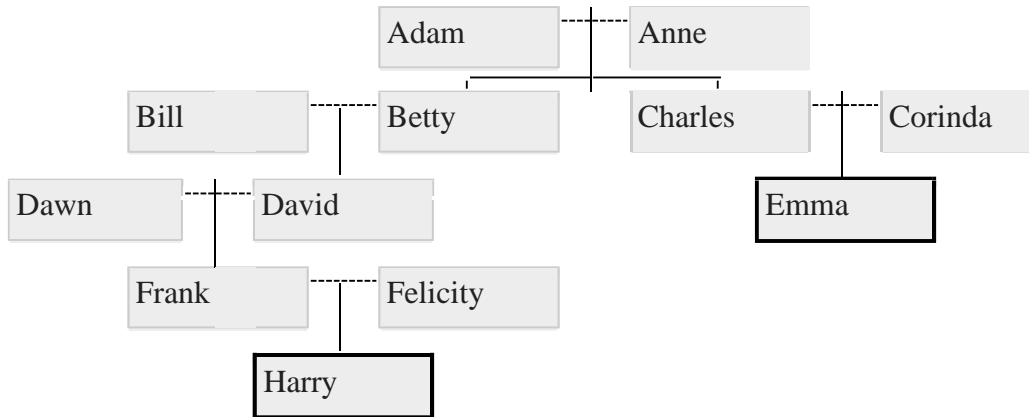 Adam Anne
Bill Betty Charles Corinda
Dawn David Emma
Frank Felicity
Harry